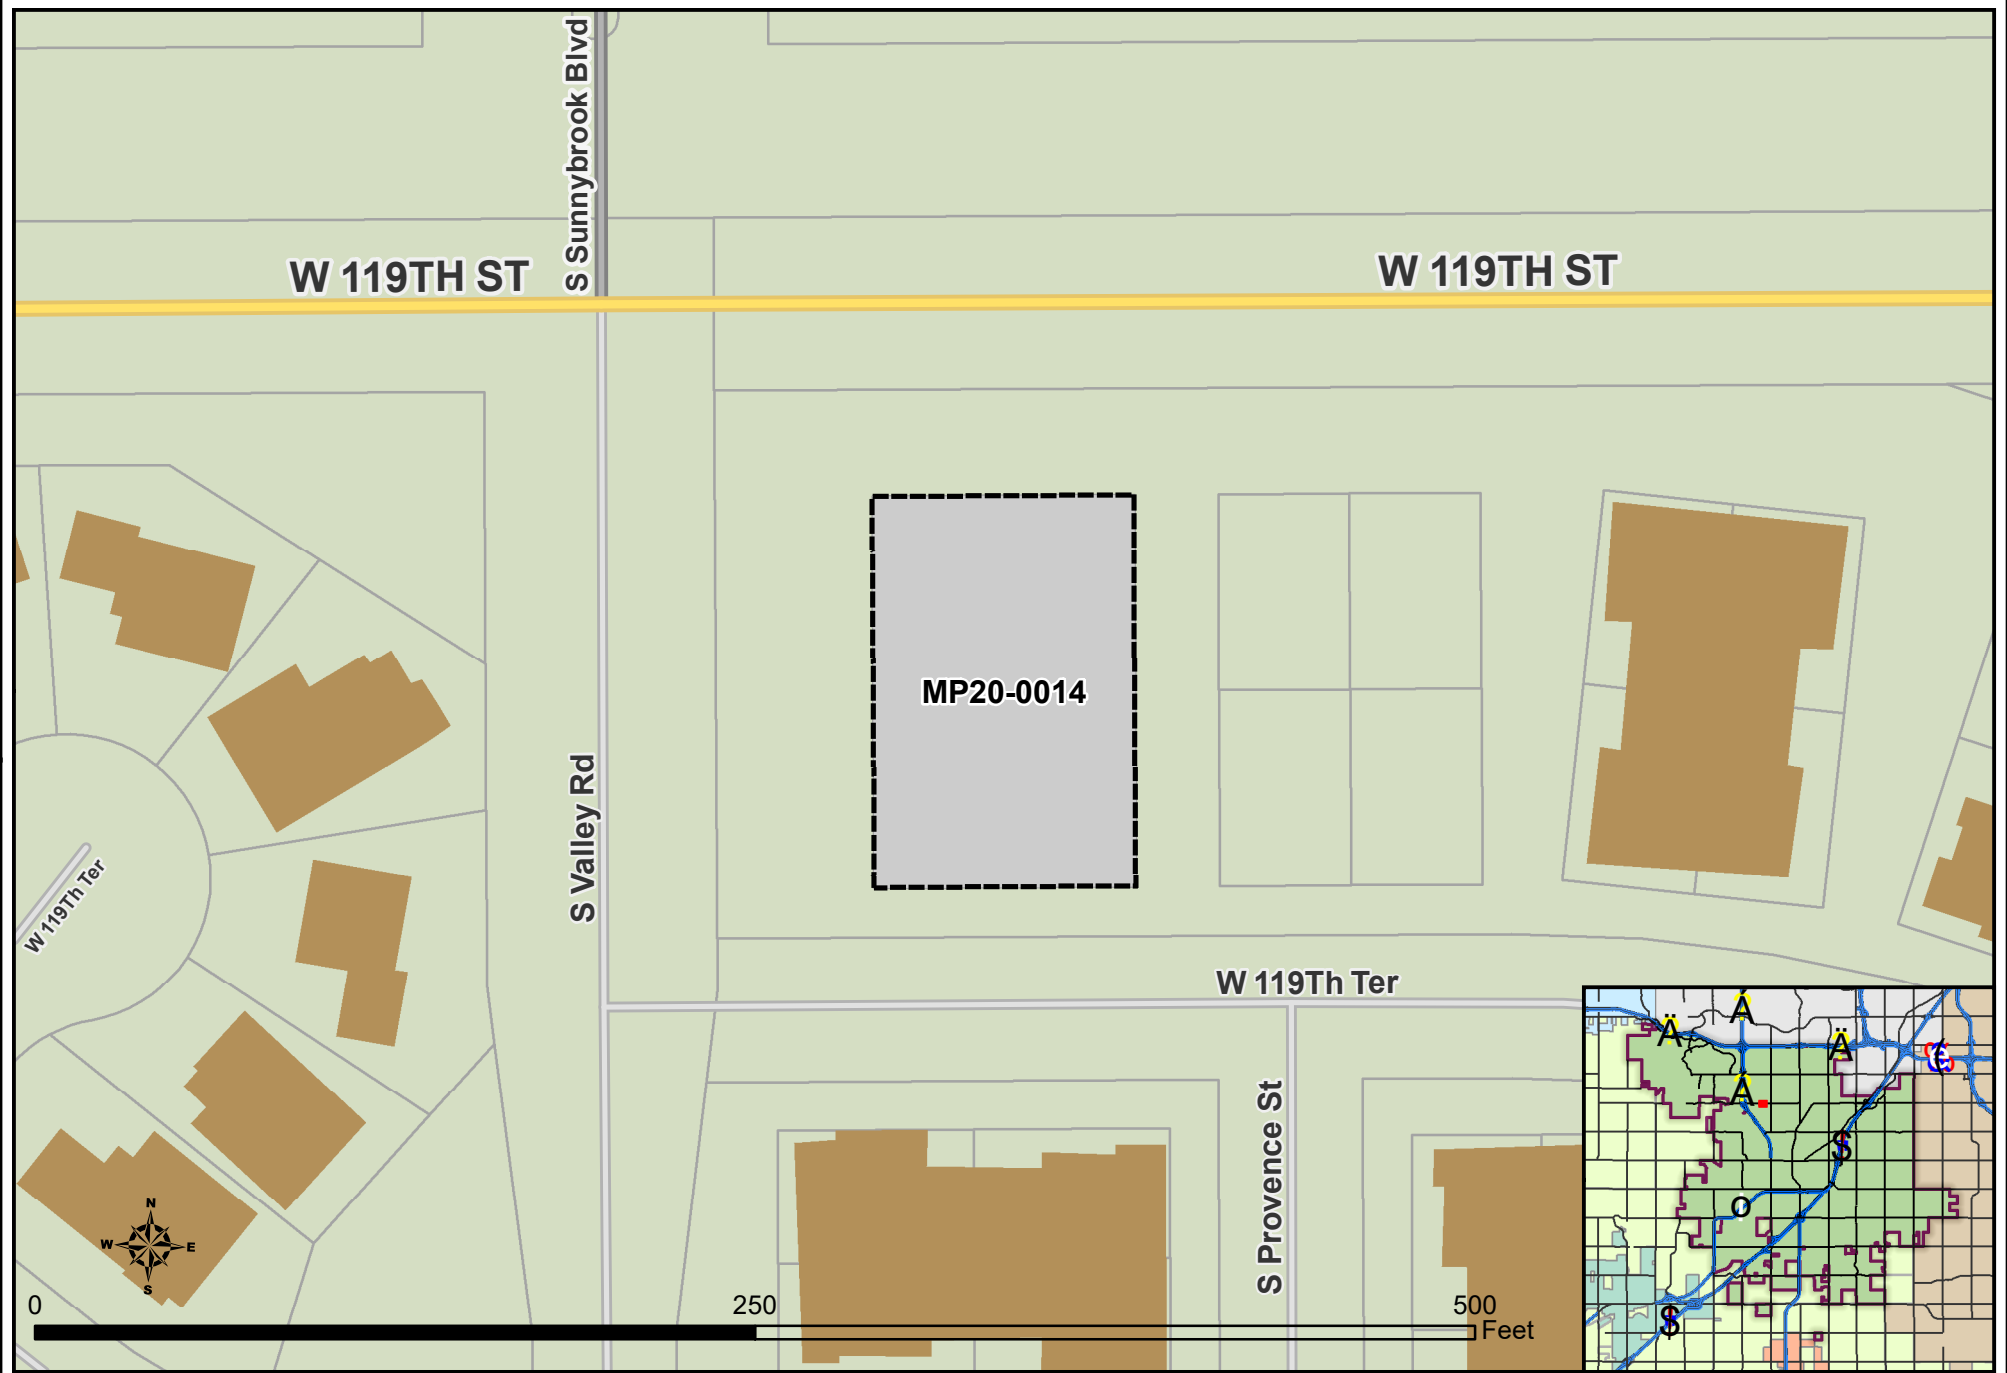 S Sunnybrook Blvd
W 119TH ST
W 119TH ST
MP20-0014
S Valley Rd
W 119Th Ter
W 119Th Ter
S Provence St
N
W
E
S
0
250
500
Feet
A
Ä
Ä
A
$
O
$